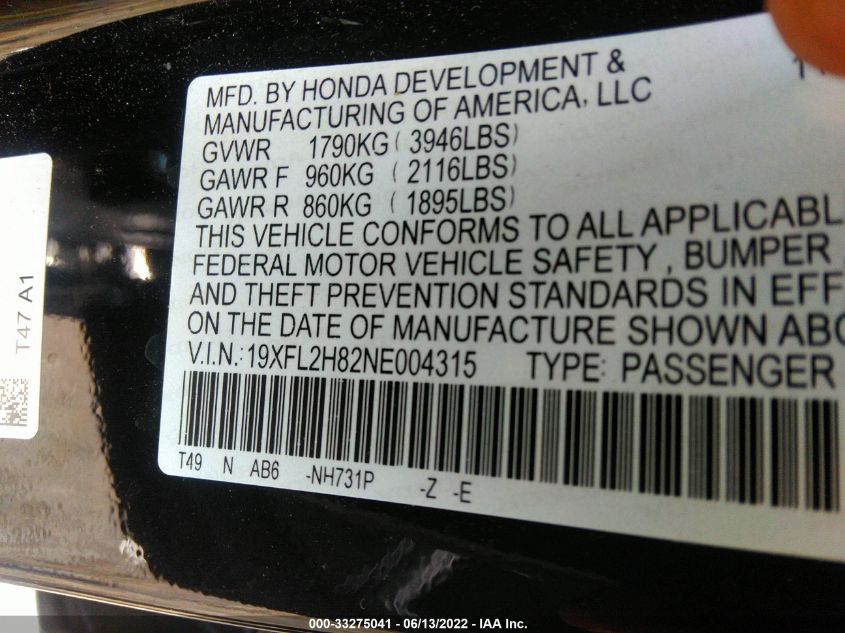 MFD. BY HONDA DEVELOPMENT &
MANUFACTURING OF AMERICA, LLC
GVWR 1790KG ( 3946LBS)
GAWR F 960KG ( 2116LBS)
GAWR R 860KG ( 1895LBS)
THIS VEHICLE CONFORMS TO ALL APPLICABL
FEDERAL MOTOR VEHICLE SAFETY , BUMPER
AND THEFT PREVENTION STANDARDS IN EFF
ON THE DATE OF MANUFACTURE SHOWN ABO
V.I.N.: 19XFL2H82NE004315 TYPE: PASSENGER
T49 N AB6 -NH731P -Z -E
T47 A1
000-33275041 - 06/13/2022 - IAA Inc.